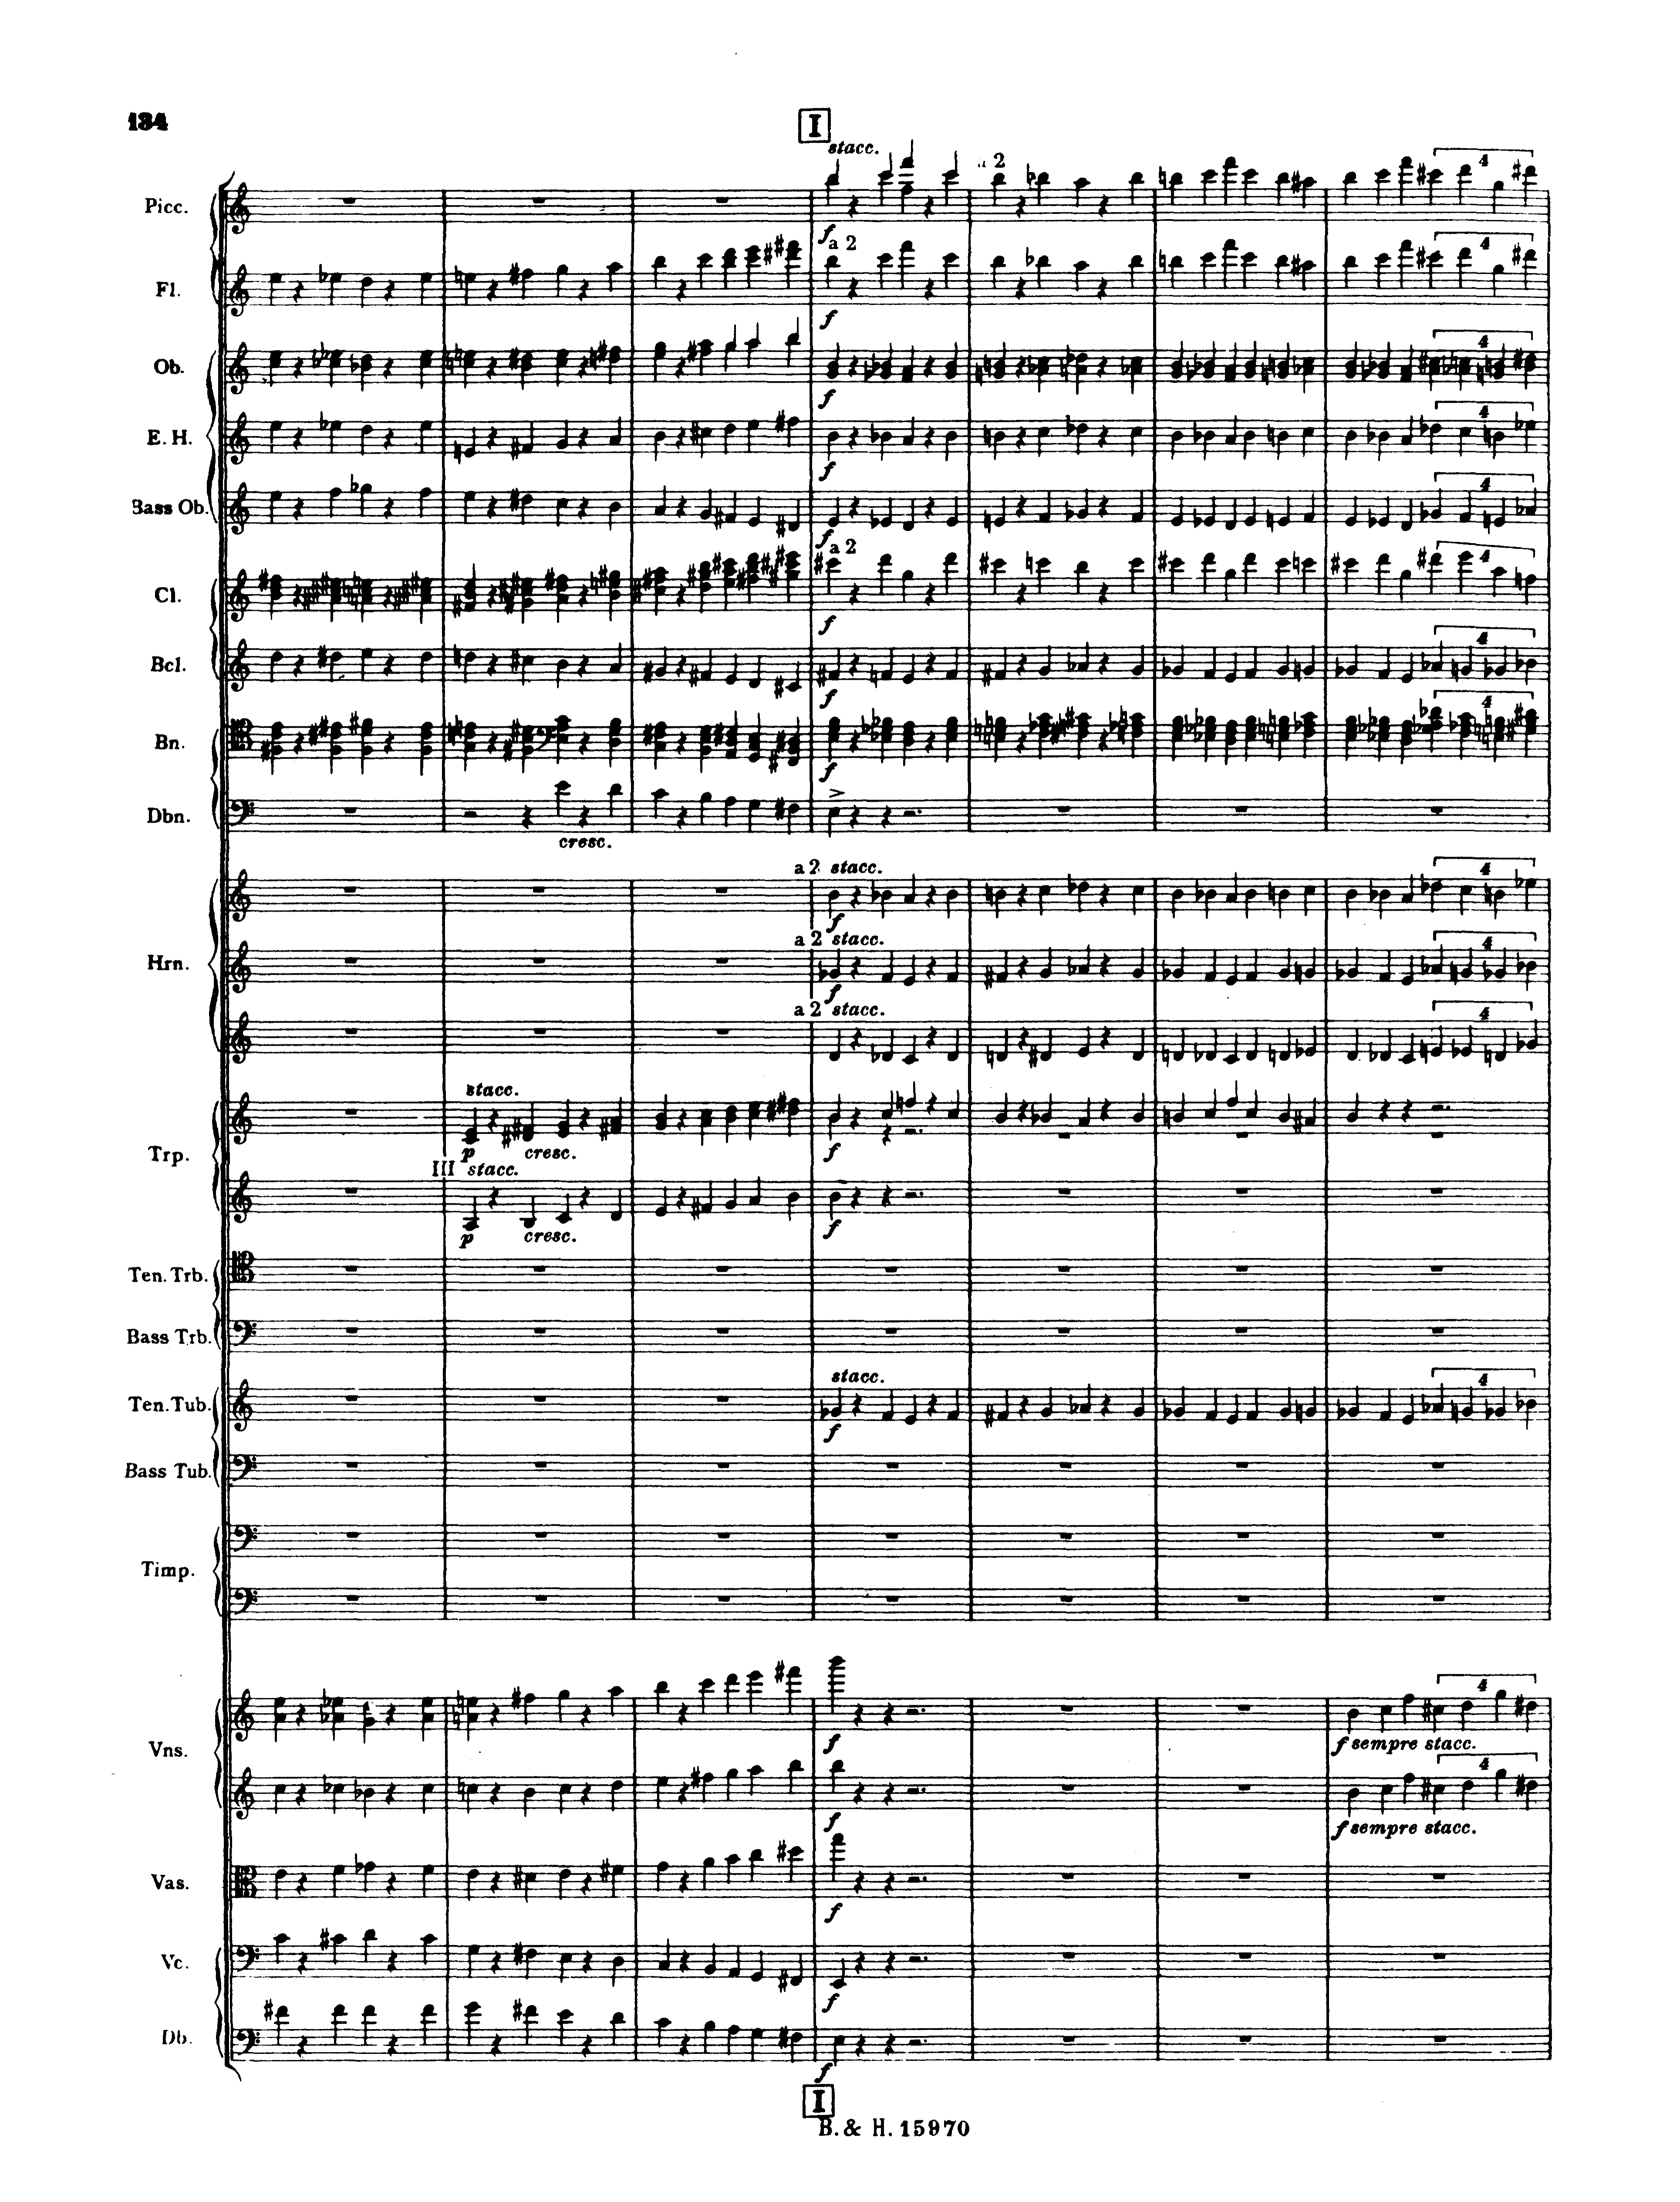 134
I
stacc.
Picc.
a 2
4
f
a 2
4
Fl.
f
4
Ob.
f
4
E. H.
f
4
Bass Ob.
f
a 2
4
Cl.
f
4
Bcl.
f
4
Bn.
f
Dbn.
cresc.
a 2 stacc.
4
f
a 2 stacc.
4
Hrn.
f
a 2 stacc.
4
stacc.
p cresc. f
Trp.
III stacc.
p cresc. f
Ten. Trb.
Bass Trb.
stacc.
4
Ten. Tub.
f
Bass Tub.
Timp.
4
f
f sempre stacc.
Vns.
4
f
f sempre stacc.
Vas.
f
Vc.
f
Db.
f
I
B. & H. 15970